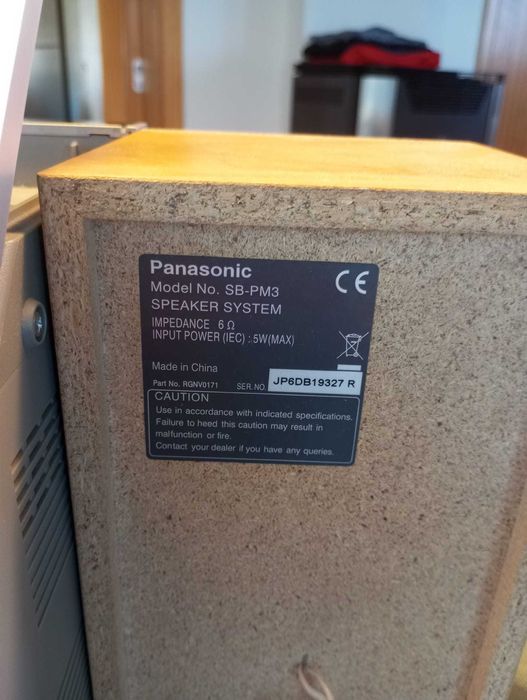 Panasonic
Model No. SB-PM3
SPEAKER SYSTEM
IMPEDANCE 6 Ω
INPUT POWER (IEC) : 5W(MAX)
Made in China
Part No. RGNV0171
SER. NO. JP6DB19327 R
CE
CAUTION
Use in accordance with indicated specifications.
Failure to heed this caution may result in
malfunction or fire.
Contact your dealer if you have any queries.